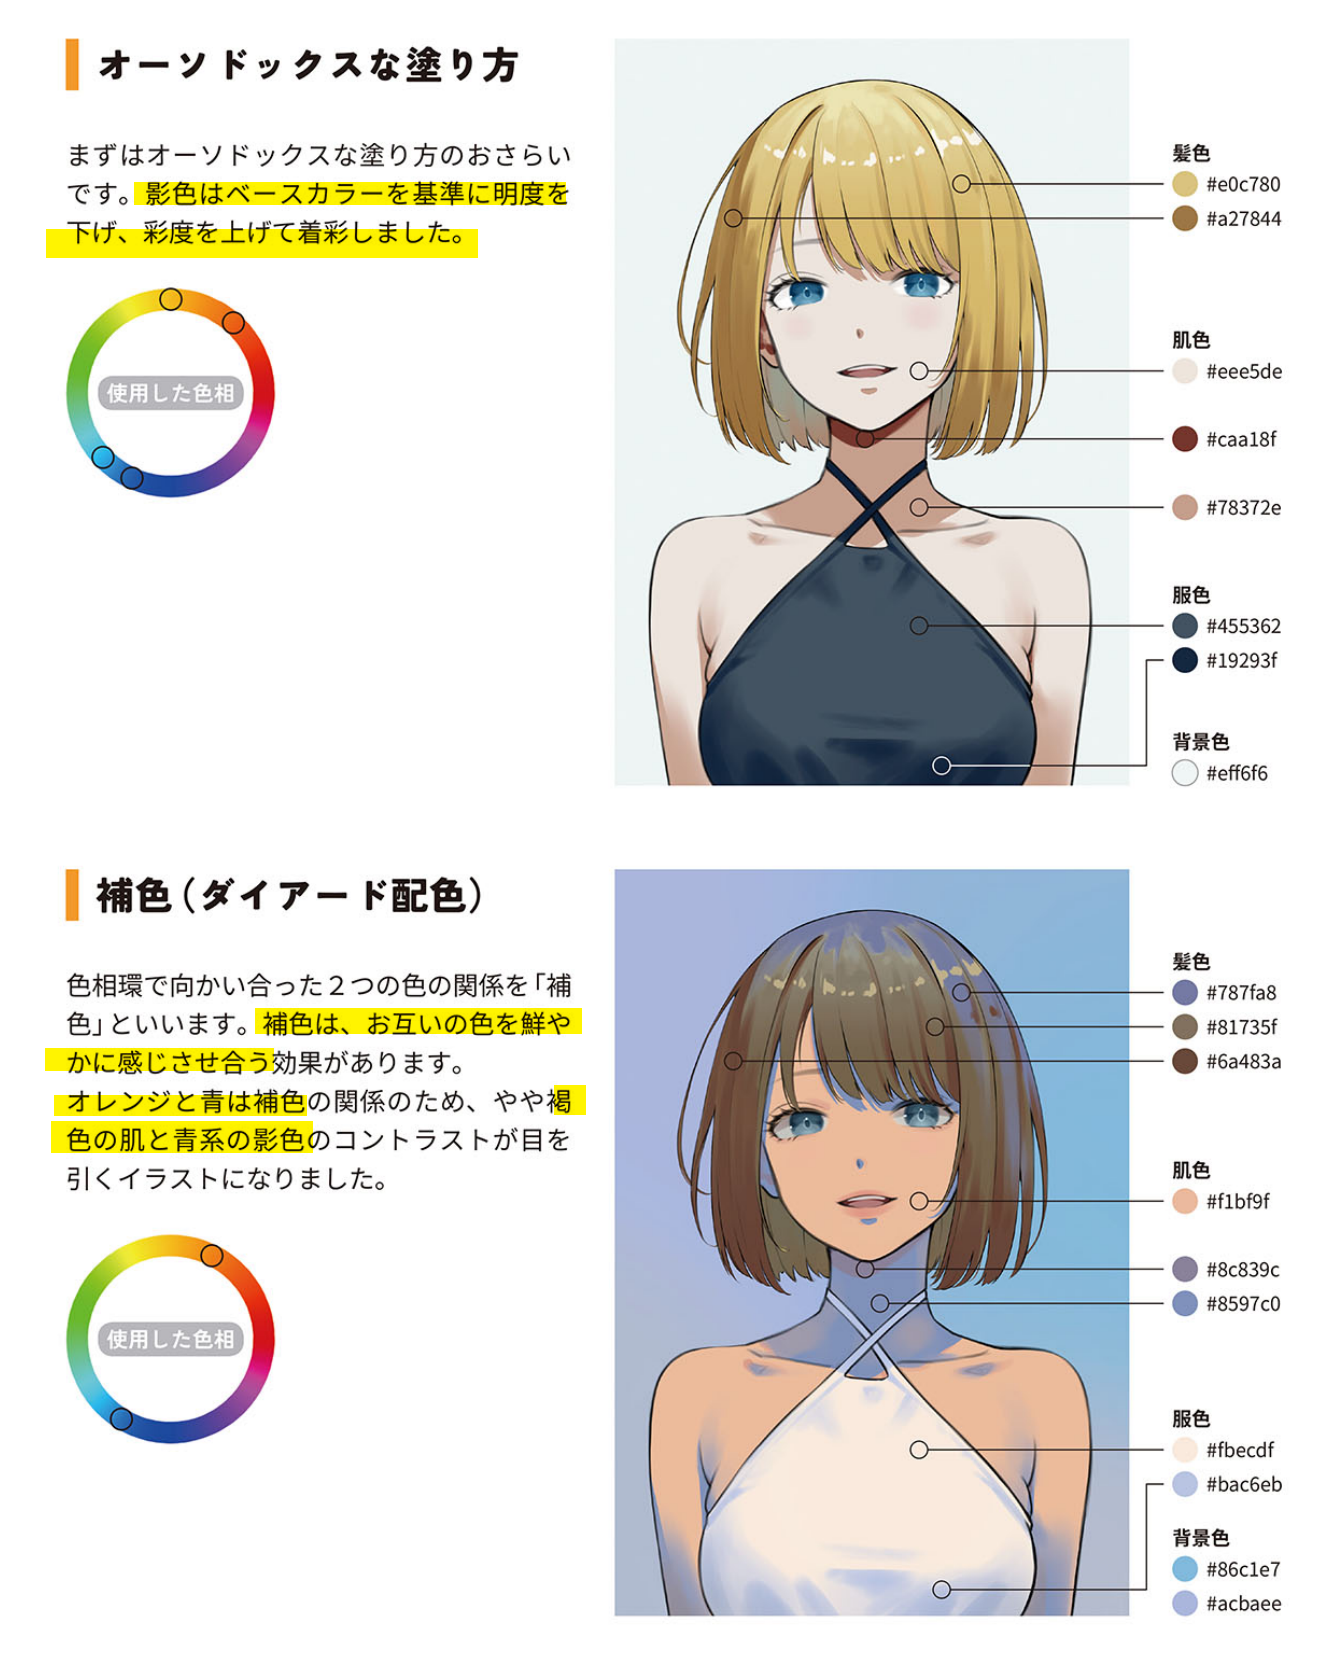 オーソドックスな塗り方
まずはオーソドックスな塗り方のおさらい
です。影色はベースカラーを基準に明度を
下げ、彩度を上げて着彩しました。
使用した色相
髪色
#e0c780
#a27844
肌色
#eee5de
#caa18f
#78372e
服色
#455362
#19293f
背景色
#eff6f6
補色(ダイアード配色)
色相環で向かい合った2つの色の関係を「補
色」といいます。補色は、お互いの色を鮮や
かに感じさせ合う効果があります。
オレンジと青は補色の関係のため、やや褐
色の肌と青系の影色のコントラストが目を
引くイラストになりました。
使用した色相
髪色
#787fa8
#81735f
#6a483a
肌色
#f1bf9f
#8c839c
#8597c0
服色
#fbecdf
#bac6eb
背景色
#86c1e7
#acbaee